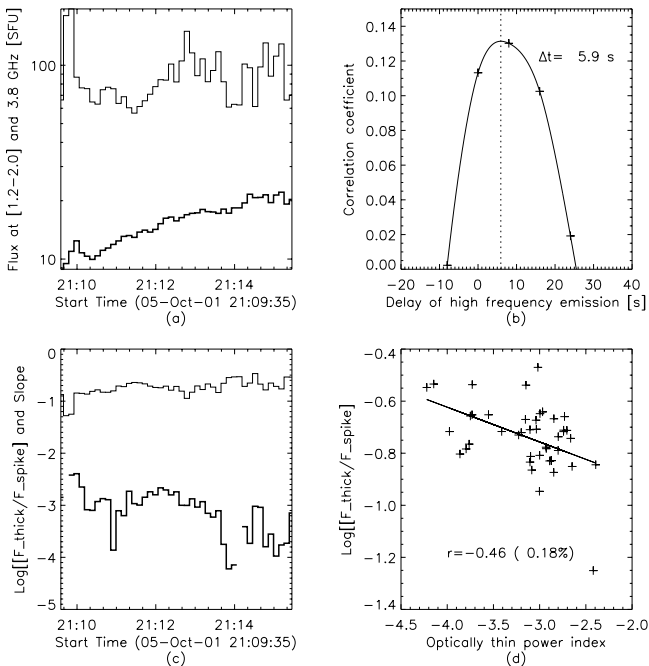 Flux at [1.2−2.0] and 3.8 GHz [SFU]
100
10
21:10 21:12 21:14
Start Time (05−Oct−01 21:09:35)
(a)
Correlation coefficient
0.14
0.12
0.10
0.08
0.06
0.04
0.02
0.00
Δt= 5.9 s
−20 −10 0 10 20 30 40
Delay of high frequency emission [s]
(b)
Log[[F_thick/F_spike] and Slope
0
−1
−2
−3
−4
−5
21:10 21:12 21:14
Start Time (05−Oct−01 21:09:35)
(c)
Log[[F_thick/F_spike]
−0.4
−0.6
−0.8
−1.0
−1.2
−1.4
r=−0.46 ( 0.18%)
−4.5 −4.0 −3.5 −3.0 −2.5 −2.0
Optically thin power index
(d)